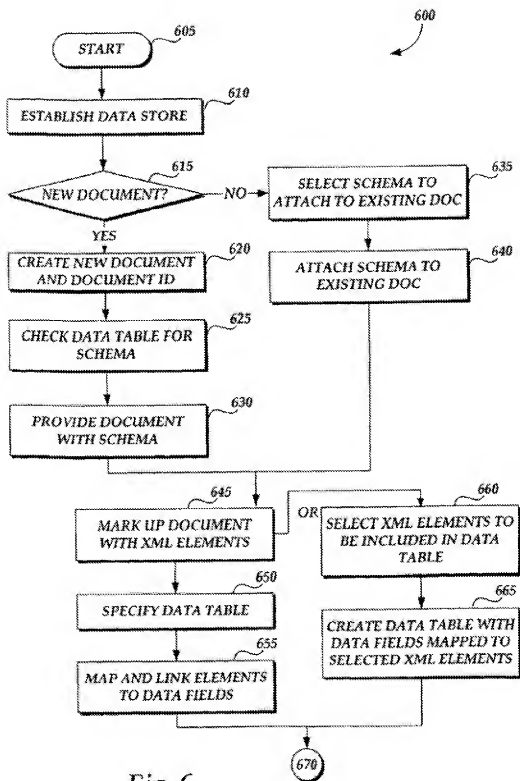 605
START
600
610
ESTABLISH DATA STORE
615
NEW DOCUMENT?
NO
YES
635
SELECT SCHEMA TO
ATTACH TO EXISTING DOC
620
CREATE NEW DOCUMENT
AND DOCUMENT ID
640
ATTACH SCHEMA TO
EXISTING DOC
625
CHECK DATA TABLE FOR
SCHEMA
630
PROVIDE DOCUMENT
WITH SCHEMA
645
MARK UP DOCUMENT
WITH XML ELEMENTS
OR
660
SELECT XML ELEMENTS TO
BE INCLUDED IN DATA
TABLE
650
SPECIFY DATA TABLE
665
CREATE DATA TABLE WITH
DATA FIELDS MAPPED TO
SELECTED XML ELEMENTS
655
MAP AND LINK ELEMENTS
TO DATA FIELDS
670
Fig. 6